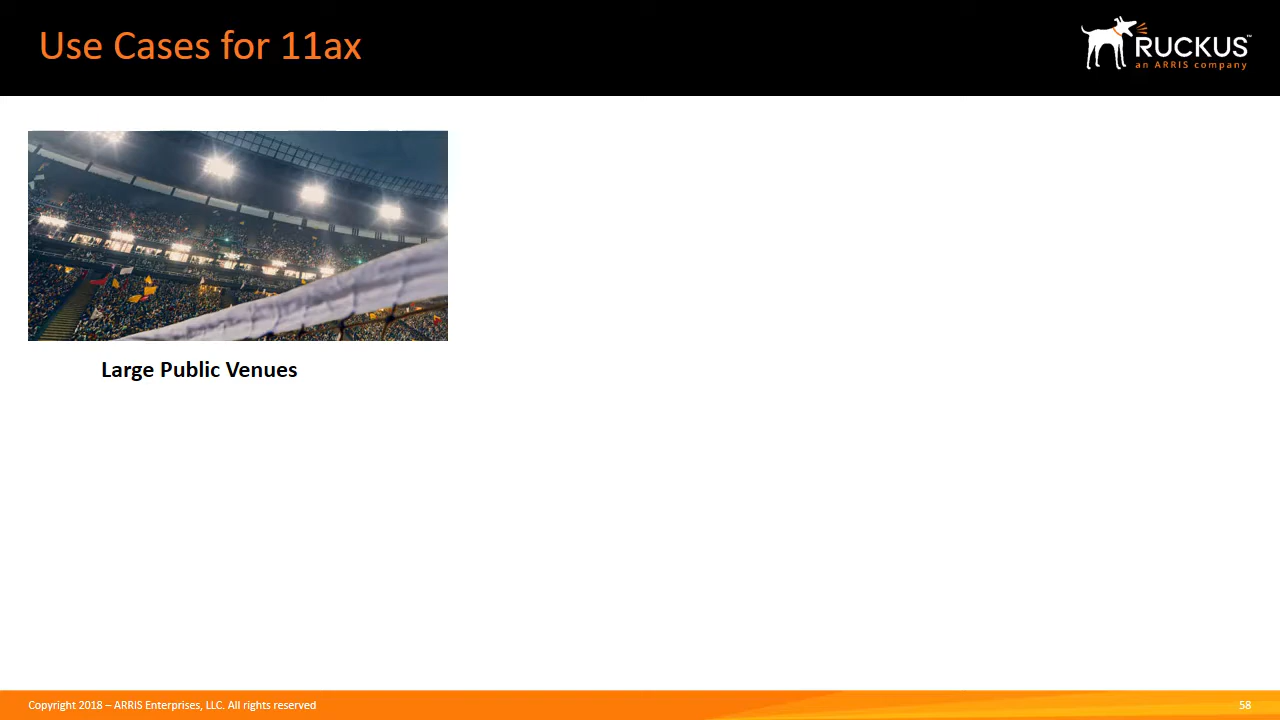 Use Cases for 11ax
RUCKUS™
an ARRIS company
Large Public Venues
Copyright 2018 – ARRIS Enterprises, LLC. All rights reserved
58